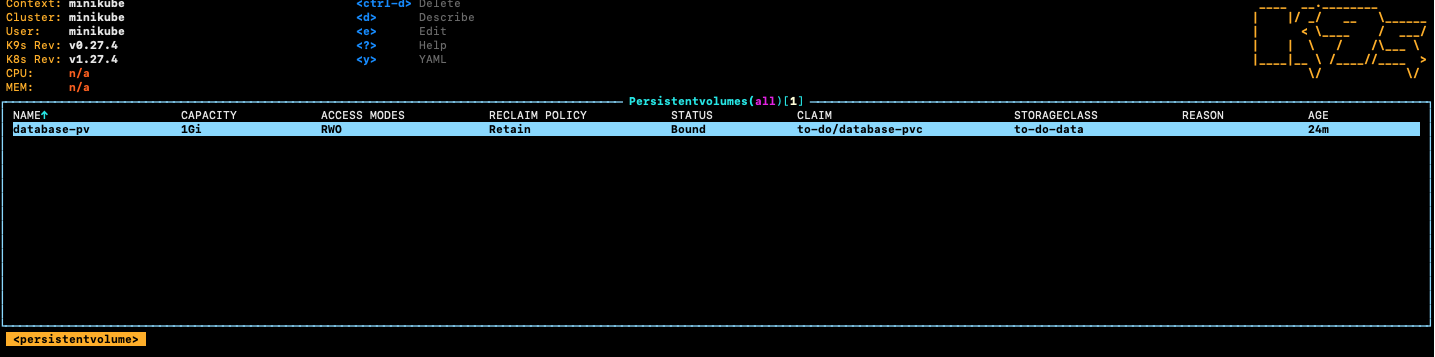 Context: minikube <ctrl-d> Delete
Cluster: minikube <d> Describe
User: minikube <e> Edit
K9s Rev: v0.27.4 <?> Help
K8s Rev: v1.27.4 <y> YAML
CPU: n/a
MEM: n/a
Persistentvolumes(all)[1]
NAME↑ CAPACITY ACCESS MODES RECLAIM POLICY STATUS CLAIM STORAGECLASS REASON AGE
database-pv 1Gi RWO Retain Bound to-do/database-pvc to-do-data 24m
<persistentvolume>